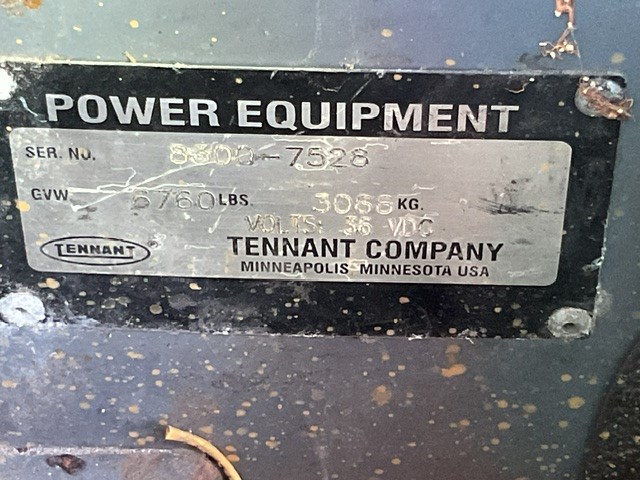 POWER EQUIPMENT
SER. NO. 8300-7528
GVW 6760 LBS. 3066 KG.
VOLTS: 36 VDC
TENNANT ® TENNANT COMPANY
MINNEAPOLIS MINNESOTA USA